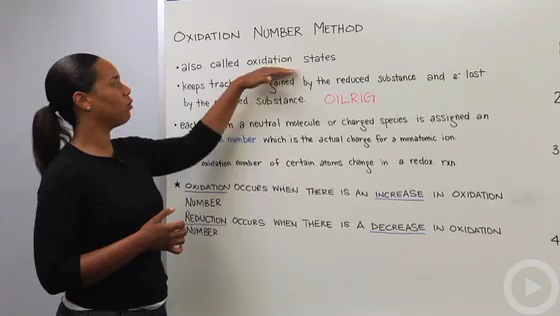 OXIDATION NUMBER METHOD
• also called oxidation states
• keeps track gained by the reduced substance and e⁻ lost
by the substance. OILRIG
• each in a neutral molecule or charged species is assigned an
number which is the actual charge for a monatomic ion.
oxidation number of certain atoms change in a redox rxn.
★ OXIDATION OCCURS WHEN THERE IS AN INCREASE IN OXIDATION
NUMBER
REDUCTION OCCURS WHEN THERE IS A DECREASE IN OXIDATION
NUMBER
2
3
4